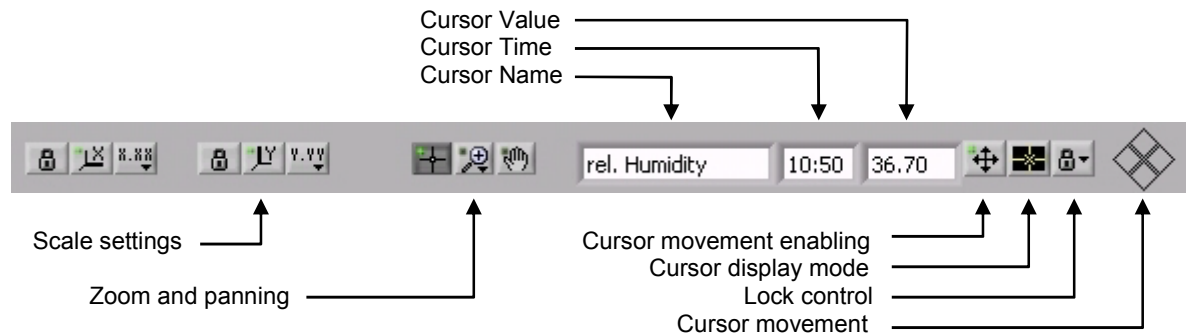 Cursor Value
Cursor Time
Cursor Name
X X.XX Y Y.YY rel. Humidity 10:50 36.70
Scale settings
Cursor movement enabling
Cursor display mode
Zoom and panning
Lock control
Cursor movement